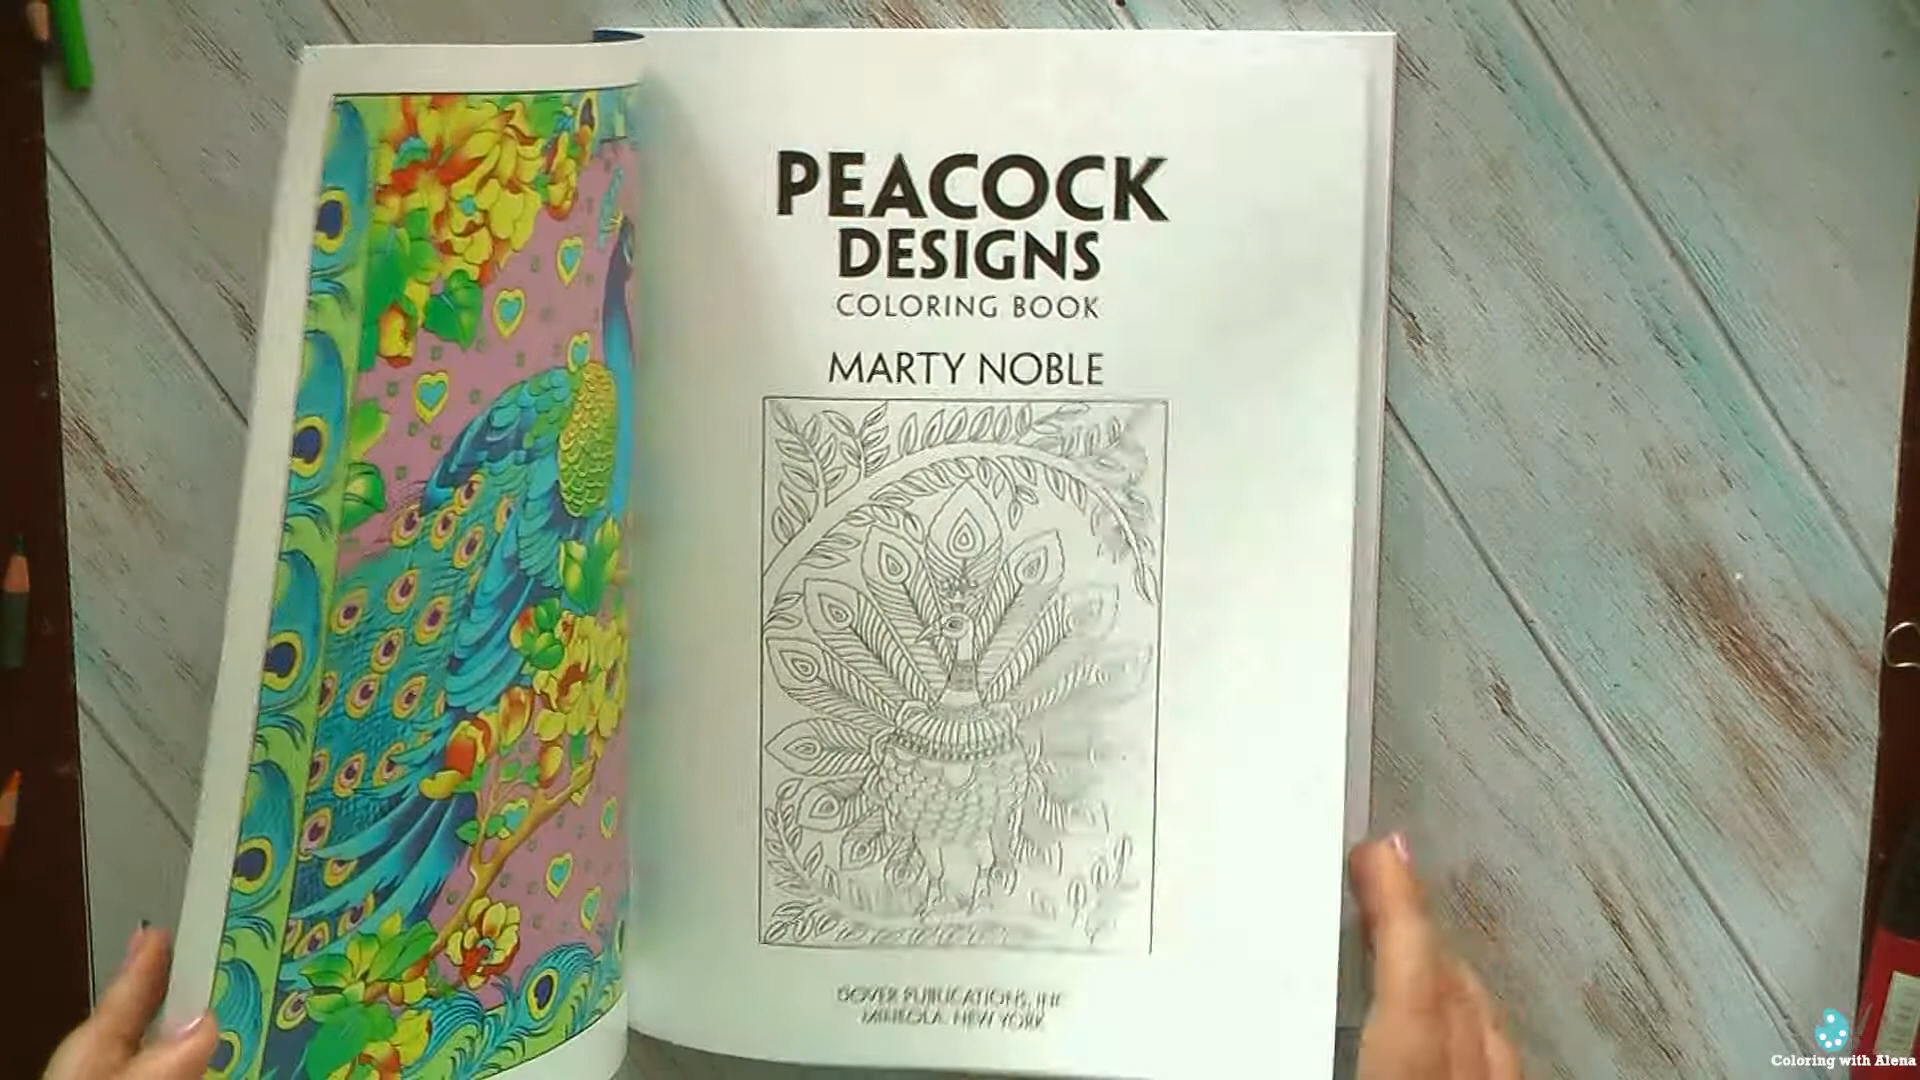 PEACOCK
DESIGNS
COLORING BOOK
MARTY NOBLE
DOVER PUBLICATIONS, INC
MINEOLA, NEW YORK
Coloring with Alena